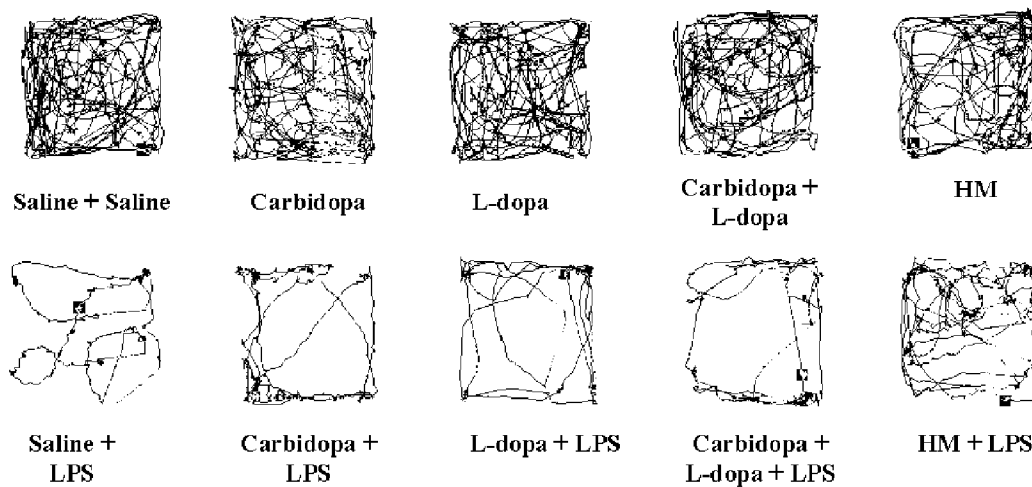 Saline + Saline
Carbidopa
L-dopa
Carbidopa +
L-dopa
HM
Saline +
LPS
Carbidopa +
LPS
L-dopa + LPS
Carbidopa +
L-dopa + LPS
HM + LPS